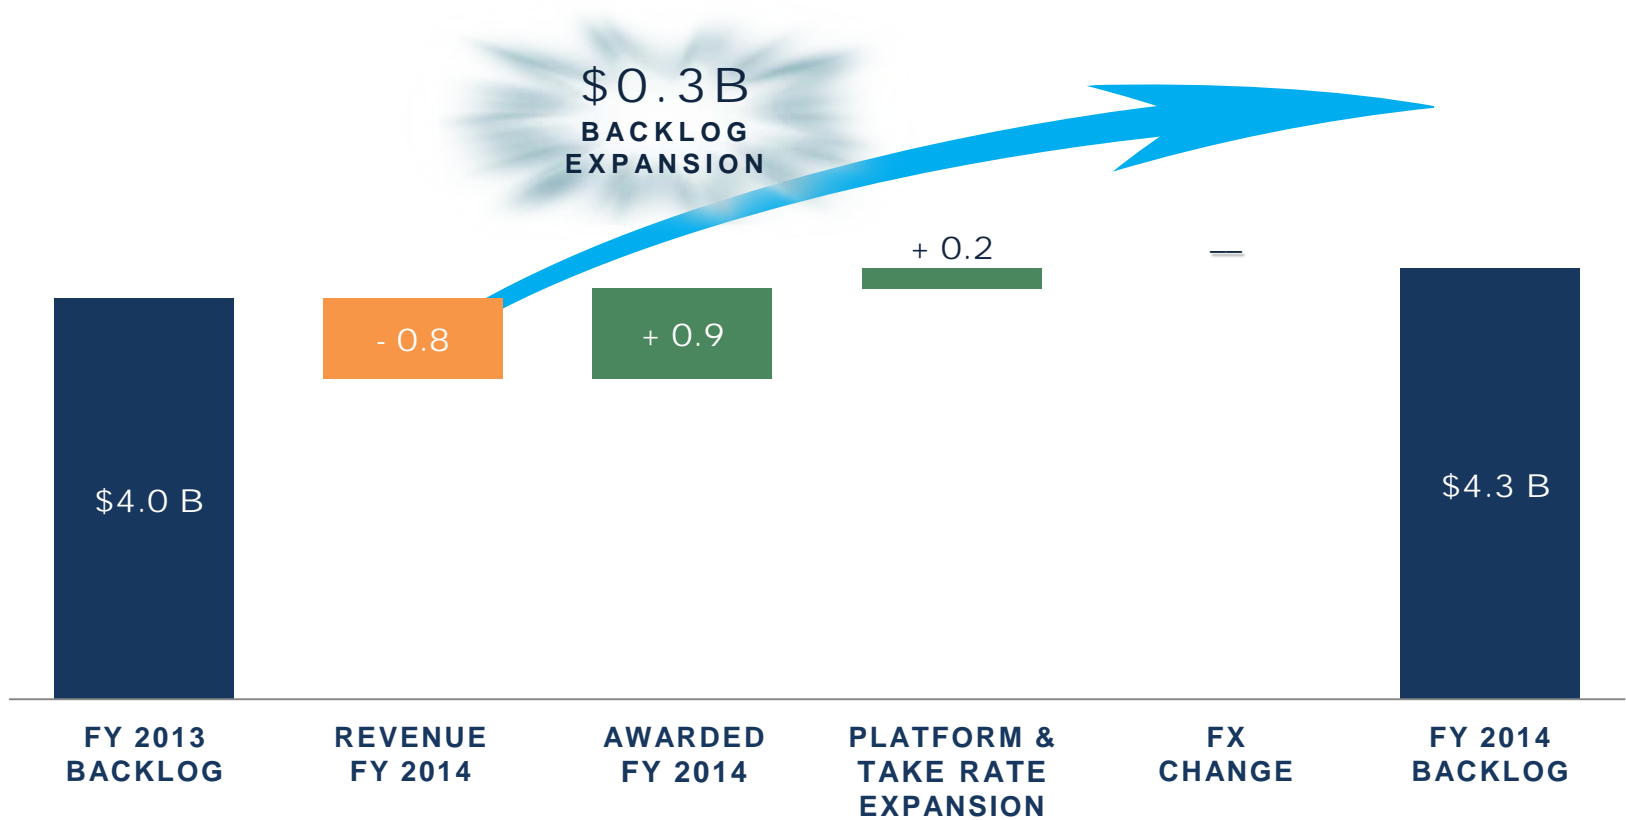 $0.3B
BACKLOG
EXPANSION
+ 0.2
—
- 0.8
+ 0.9
$4.0 B
$4.3 B
FY 2013
BACKLOG
REVENUE
FY 2014
AWARDED
FY 2014
PLATFORM &
TAKE RATE
EXPANSION
FX
CHANGE
FY 2014
BACKLOG